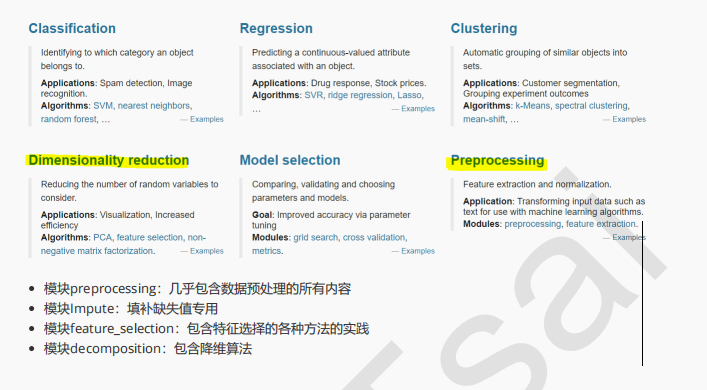 Classification
Identifying to which category an object
belongs to.
Applications: Spam detection, Image
recognition.
Algorithms: SVM, nearest neighbors,
random forest, …
— Examples
Regression
Predicting a continuous-valued attribute
associated with an object.
Applications: Drug response, Stock prices.
Algorithms: SVR, ridge regression, Lasso,
…
— Examples
Clustering
Automatic grouping of similar objects into
sets.
Applications: Customer segmentation,
Grouping experiment outcomes
Algorithms: k-Means, spectral clustering,
mean-shift, …
— Examples
Dimensionality reduction
Reducing the number of random variables to
consider.
Applications: Visualization, Increased
efficiency
Algorithms: PCA, feature selection, non-
negative matrix factorization.
— Examples
Model selection
Comparing, validating and choosing
parameters and models.
Goal: Improved accuracy via parameter
tuning
Modules: grid search, cross validation,
metrics.
— Examples
Preprocessing
Feature extraction and normalization.
Application: Transforming input data such as
text for use with machine learning algorithms.
Modules: preprocessing, feature extraction.
— Examples
• 模块preprocessing：几乎包含数据预处理的所有内容
• 模块Impute：填补缺失值专用
• 模块feature_selection：包含特征选择的各种方法的实践
• 模块decomposition：包含降维算法
Tsai